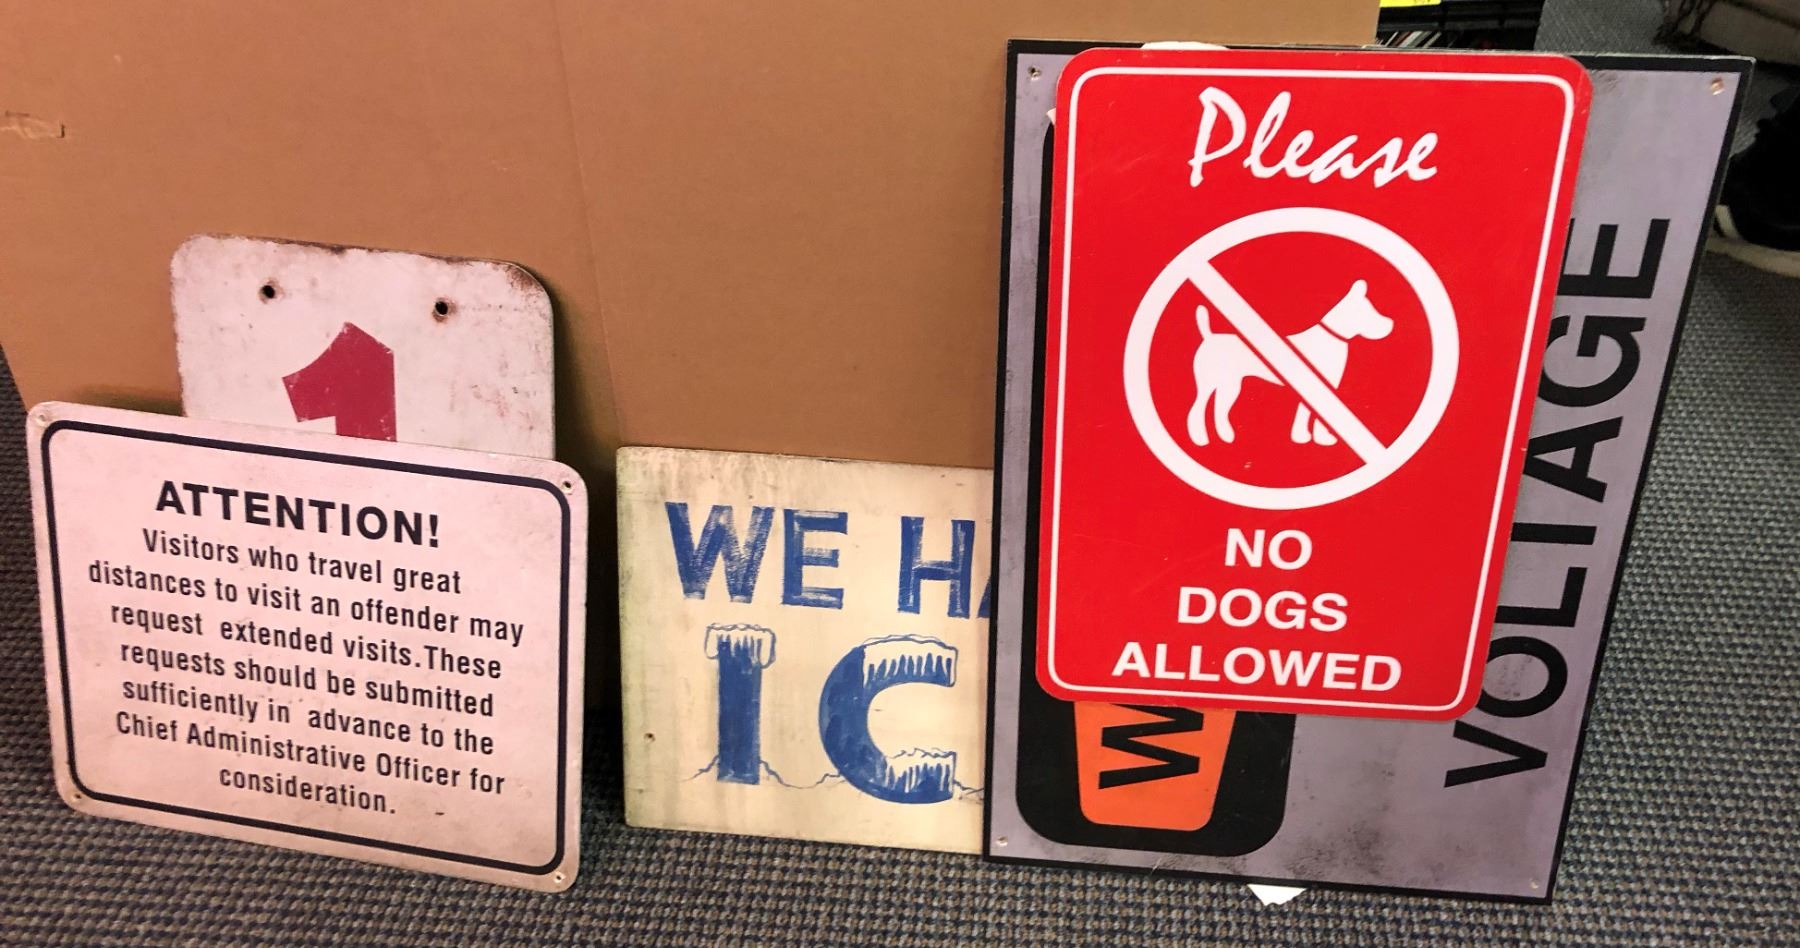 1
ATTENTION!
Visitors who travel great
distances to visit an offender may
request extended visits.These
requests should be submitted
sufficiently in advance to the
Chief Administrative Officer for
consideration.
WE HA
IC
Please
NO
DOGS
ALLOWED
W
VOLTAGE